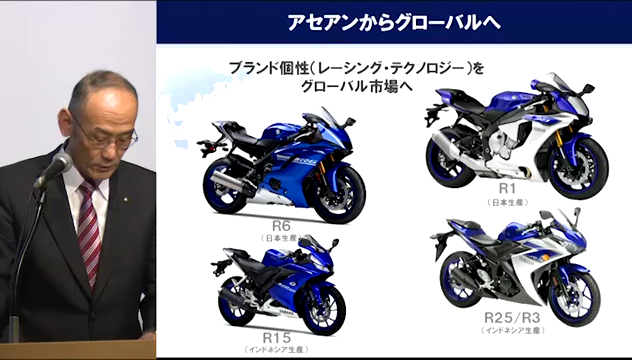 アセアンからグローバルへ
ブランド個性(レーシング・テクノロジー)を
グローバル市場へ
R6
(日本生産)
R1
(日本生産)
R15
(インドネシア生産)
YAMAHA
R25/R3
(インドネシア生産)